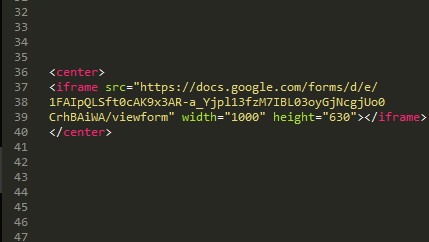 31
32
33
34
35
36 <center>
37 <iframe src="https://docs.google.com/forms/d/e/
38 1FAIpQLSft0cAK9x3AR-a_Yjpl13fzM7IBL03oyGjNcgjUo0
39 CrhBAiWA/viewform" width="1000" height="630"></iframe>
40 </center>
41
42
43
44
45
46
47